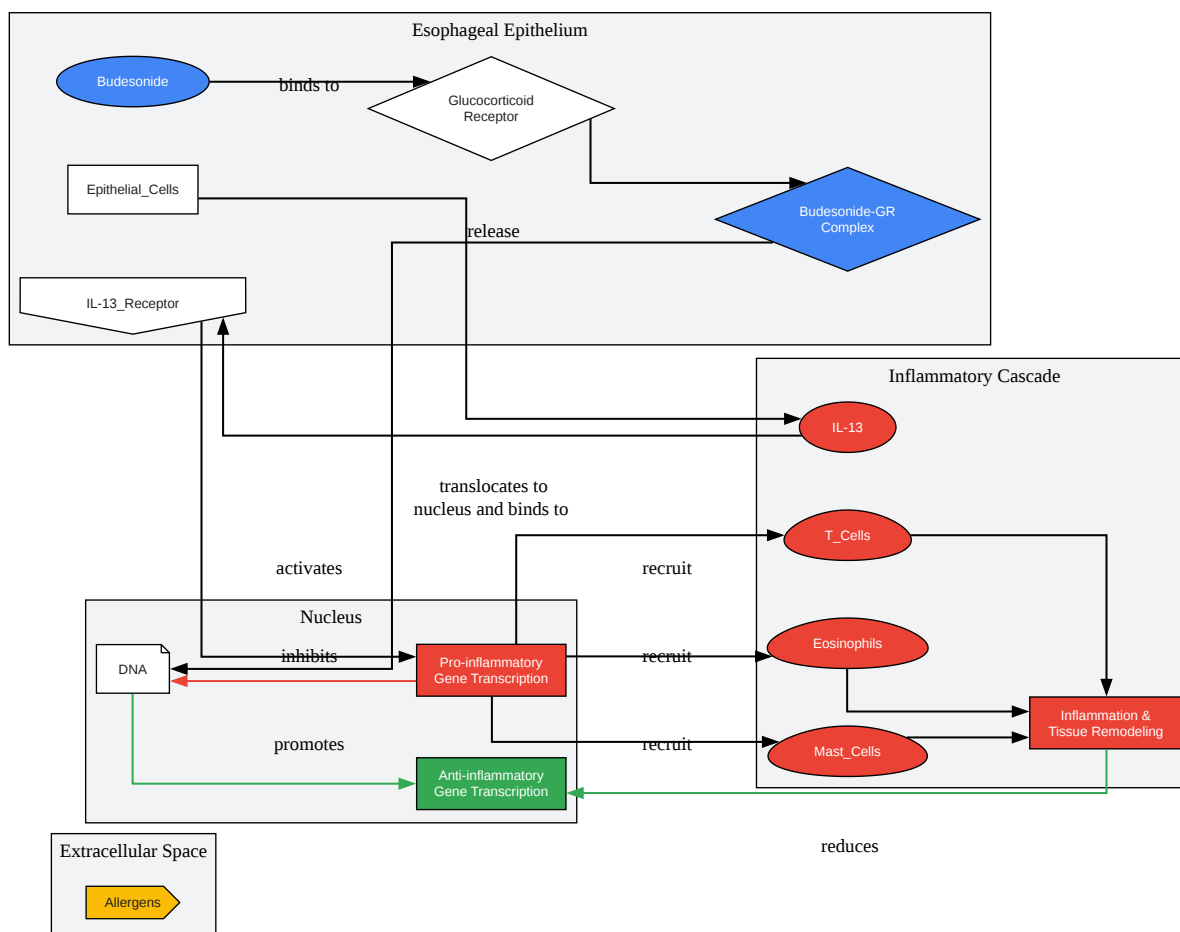 Esophageal Epithelium
Budesonide
binds to
Glucocorticoid
Receptor
Epithelial_Cells
Budesonide-GR
Complex
release
IL-13_Receptor
Inflammatory Cascade
IL-13
translocates to
nucleus and binds to
T_Cells
activates
recruit
Nucleus
Eosinophils
DNA
inhibits
Pro-inflammatory
Gene Transcription
recruit
Inflammation &
Tissue Remodeling
promotes
recruit
Mast_Cells
Anti-inflammatory
Gene Transcription
reduces
Extracellular Space
Allergens